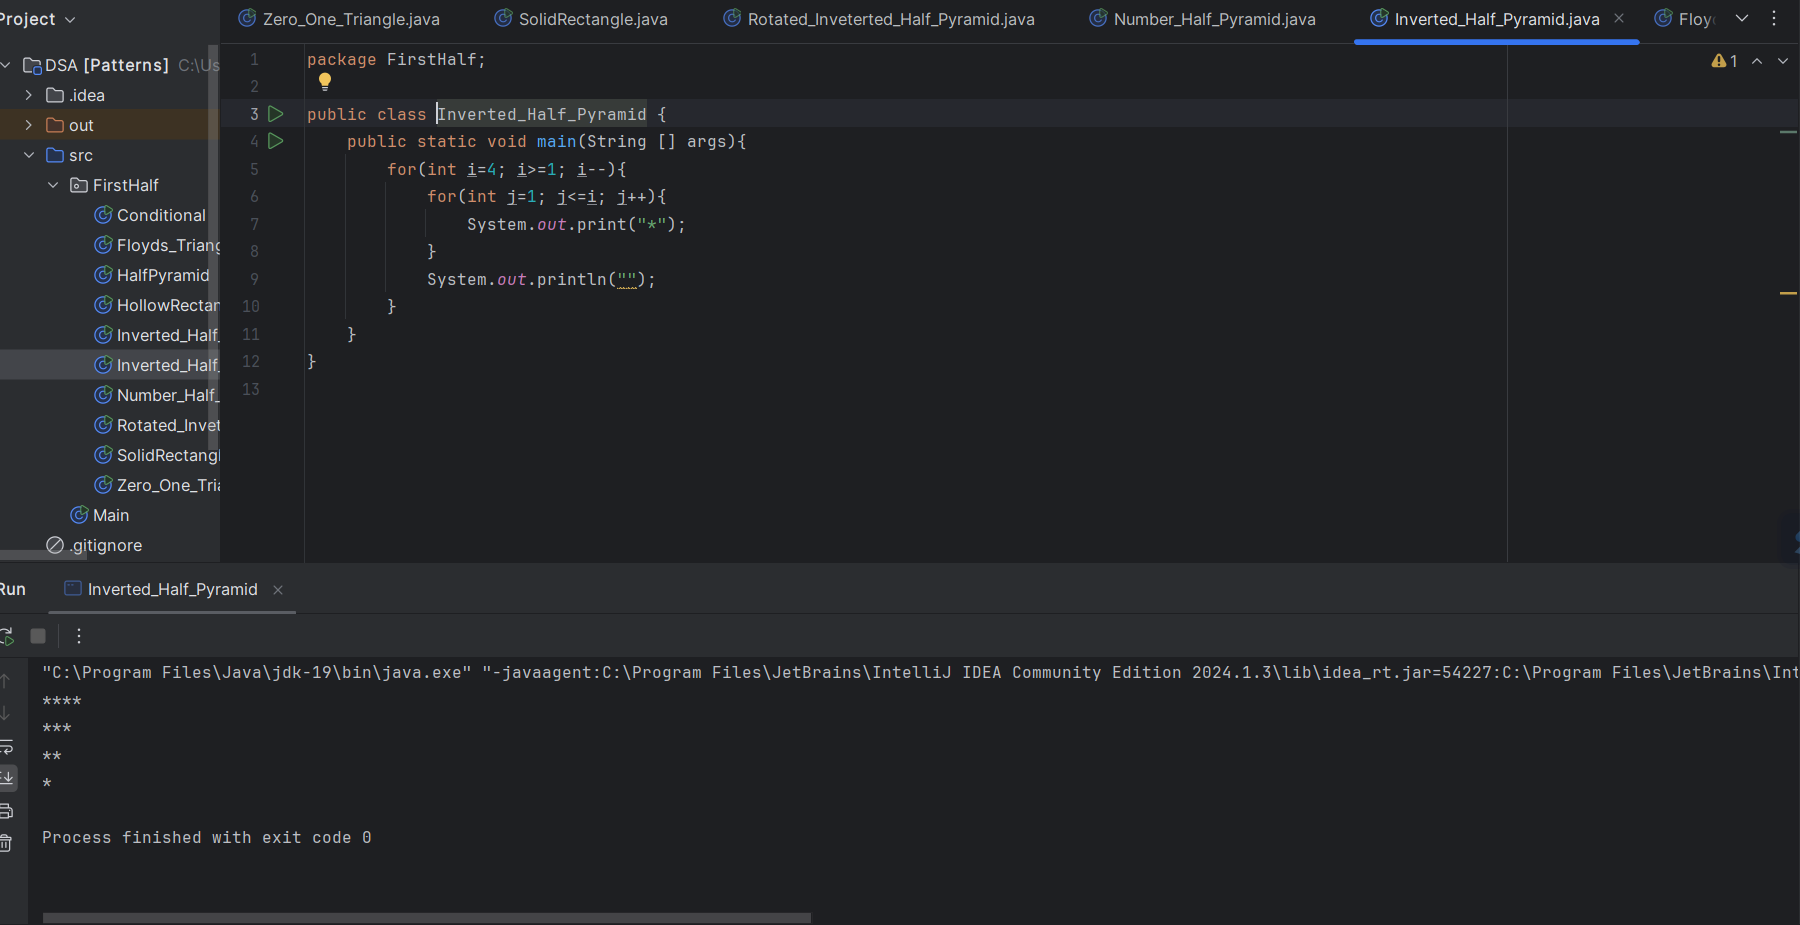 Project
Zero_One_Triangle.java SolidRectangle.java Rotated_Inveterted_Half_Pyramid.java Number_Half_Pyramid.java Inverted_Half_Pyramid.java Floy
DSA [Patterns] C:\Us
.idea
out
src
FirstHalf
Conditional
Floyds_Triang
HalfPyramid
HollowRectan
Inverted_Half_
Inverted_Half_
Number_Half_
Rotated_Invet
SolidRectangl
Zero_One_Tria
Main
.gitignore
1
1 package FirstHalf;
2
3 public class Inverted_Half_Pyramid {
4 public static void main(String [] args){
5 for(int i=4; i>=1; i--){
6 for(int j=1; j<=i; j++){
7 System.out.print("*");
8 }
9 System.out.println("");
10 }
11 }
12 }
13
Run Inverted_Half_Pyramid
"C:\Program Files\Java\jdk-19\bin\java.exe" "-javaagent:C:\Program Files\JetBrains\IntelliJ IDEA Community Edition 2024.1.3\lib\idea_rt.jar=54227:C:\Program Files\JetBrains\Int
****
***
**
*
Process finished with exit code 0